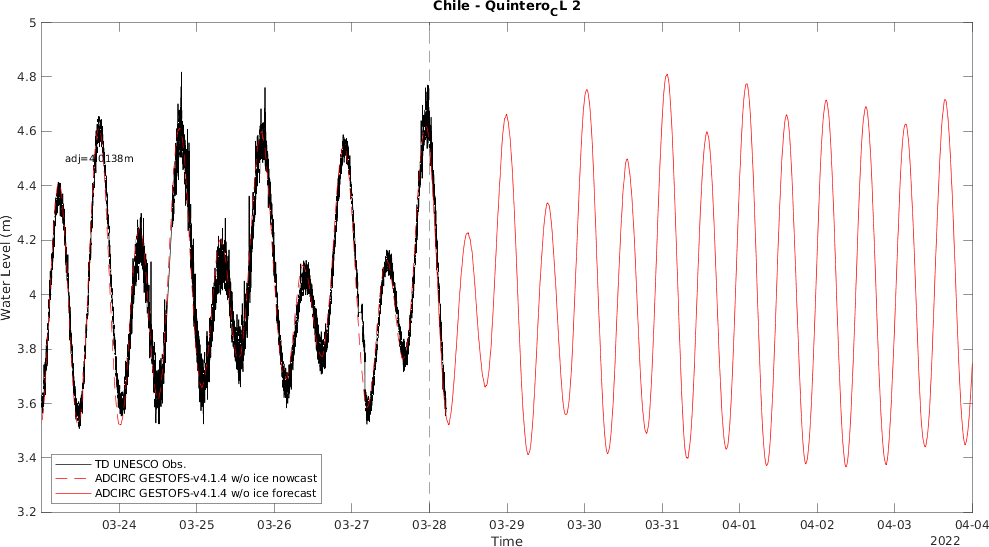 Chile - Quintero_CL 2
5
4.8
4.6
4.4
4.2
4
3.8
3.6
3.4
3.2
Water Level (m)
adj=4.0138m
TD UNESCO Obs.
ADCIRC GESTOFS-v4.1.4 w/o ice nowcast
ADCIRC GESTOFS-v4.1.4 w/o ice forecast
03-24 03-25 03-26 03-27 03-28 03-29 03-30 03-31 04-01 04-02 04-03 04-04
Time
2022